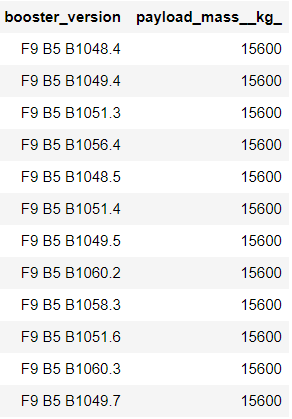 booster_version payload_mass__kg_
F9 B5 B1048.4 15600
F9 B5 B1049.4 15600
F9 B5 B1051.3 15600
F9 B5 B1056.4 15600
F9 B5 B1048.5 15600
F9 B5 B1051.4 15600
F9 B5 B1049.5 15600
F9 B5 B1060.2 15600
F9 B5 B1058.3 15600
F9 B5 B1051.6 15600
F9 B5 B1060.3 15600
F9 B5 B1049.7 15600